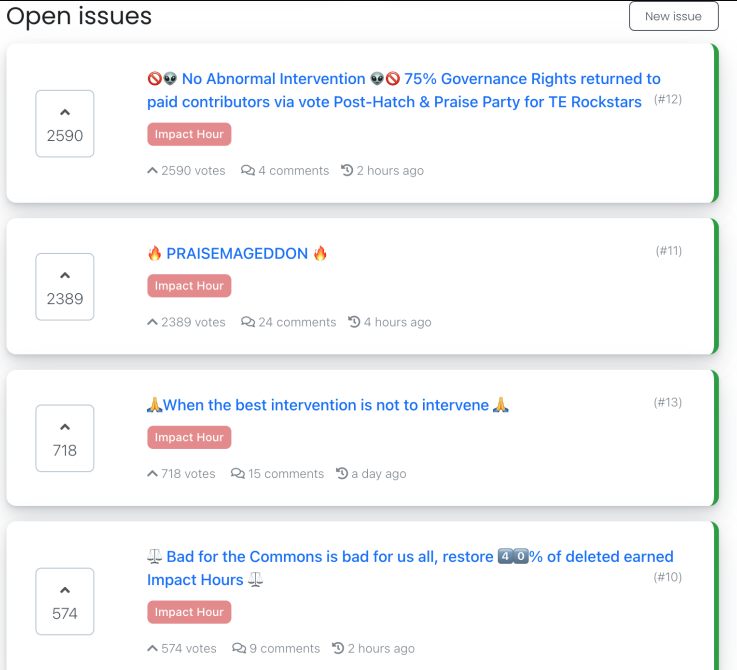 Open issues
New issue
🚫👽 No Abnormal Intervention 👽🚫 75% Governance Rights returned to
paid contributors via vote Post-Hatch & Praise Party for TE Rockstars (#12)
2590
Impact Hour
2590 votes 4 comments 2 hours ago
🔥 PRAISEMAGEDDON 🔥 (#11)
2389
Impact Hour
2389 votes 24 comments 4 hours ago
🙏When the best intervention is not to intervene 🙏 (#13)
718
Impact Hour
718 votes 15 comments a day ago
⚖️ Bad for the Commons is bad for us all, restore 4️⃣0️⃣% of deleted earned
Impact Hours ⚖️ (#10)
574
Impact Hour
574 votes 9 comments 2 hours ago